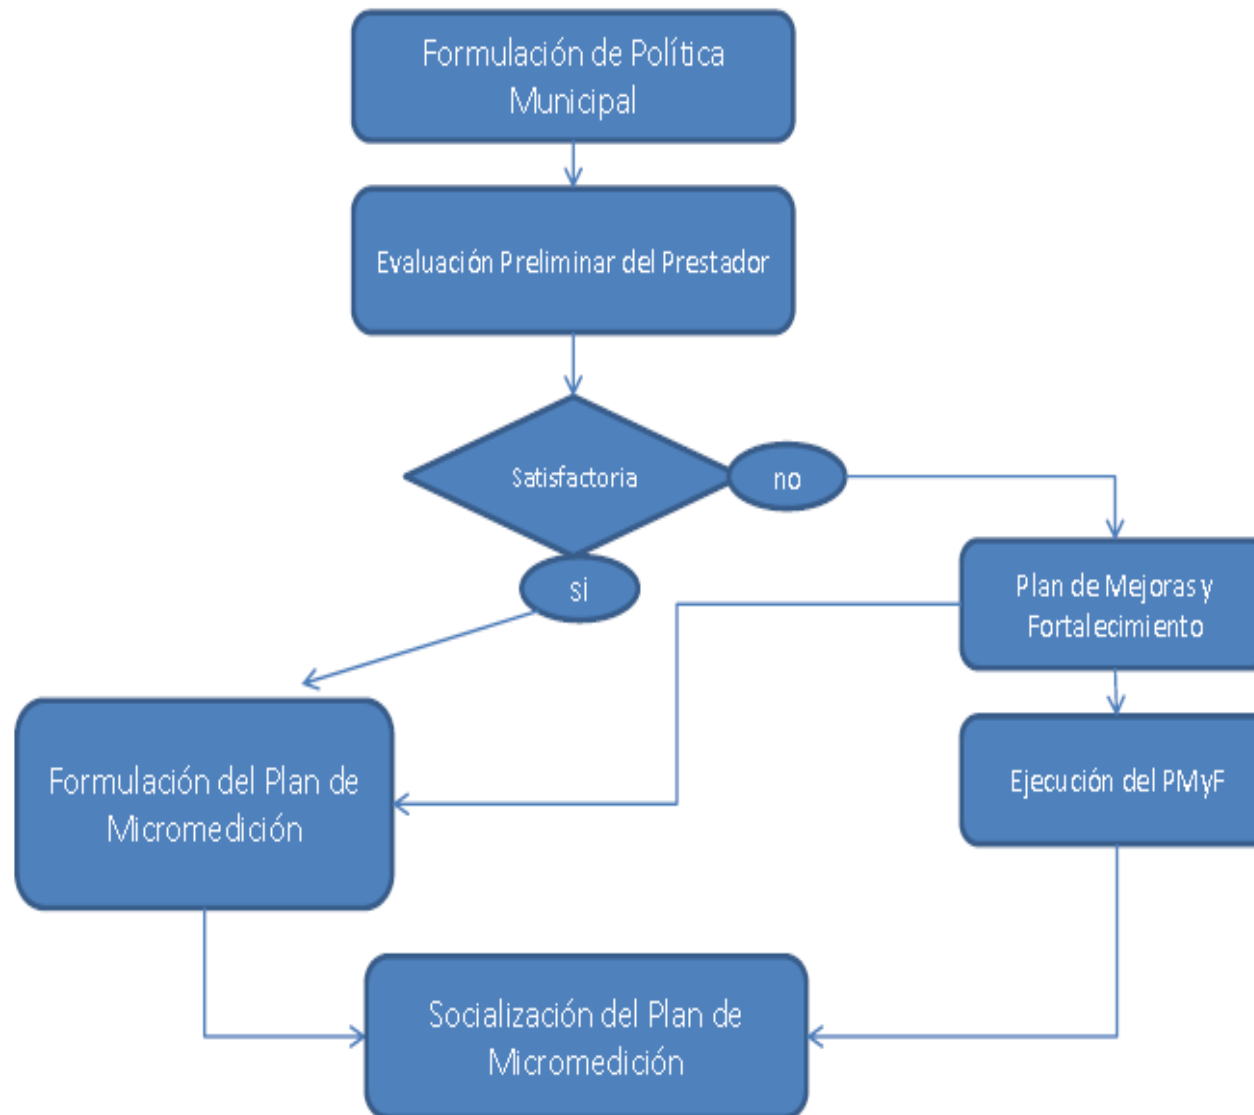 Formulación de Política
Municipal
Evaluación Preliminar del Prestador
Satisfactoria
no
si
Plan de Mejoras y
Fortalecimiento
Formulación del Plan de
Micromedición
Ejecución del PMyF
Socialización del Plan de
Micromedición